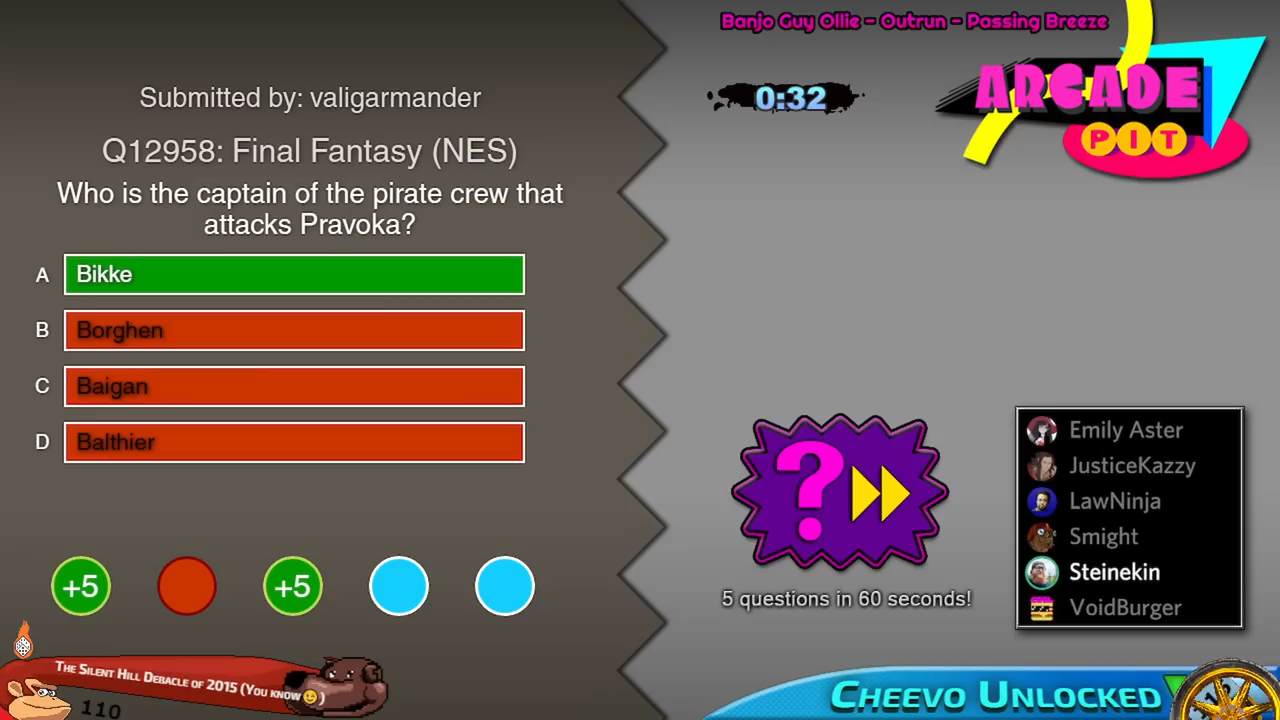 Banjo Guy Ollie - Outrun - Passing Breeze
Submitted by: valigarmander
0:32
ARCADE
PIT
Q12958: Final Fantasy (NES)
Who is the captain of the pirate crew that
attacks Pravoka?
A Bikke
B Borghen
C Baigan
D Balthier
+5
+5
?
5 questions in 60 seconds!
Emily Aster
JusticeKazzy
LawNinja
Smight
Steinekin
VoidBurger
The Silent Hill Debacle of 2015 (You know 😉)
110
Cheevo Unlocked